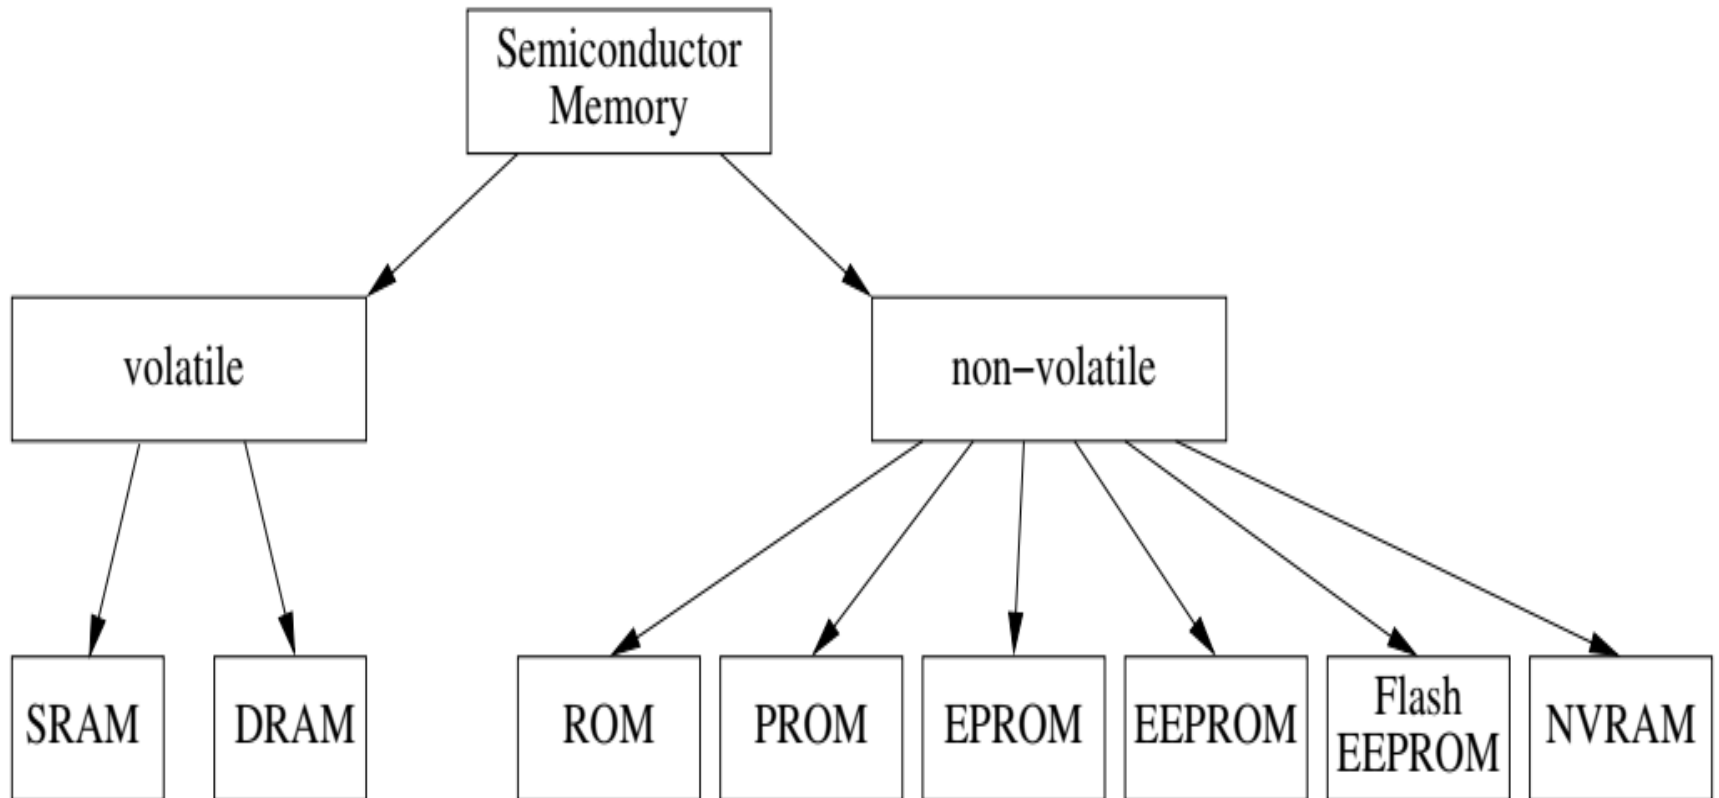 Semiconductor
Memory
volatile
non−volatile
SRAM
DRAM
ROM
PROM
EPROM
EEPROM
Flash
EEPROM
NVRAM